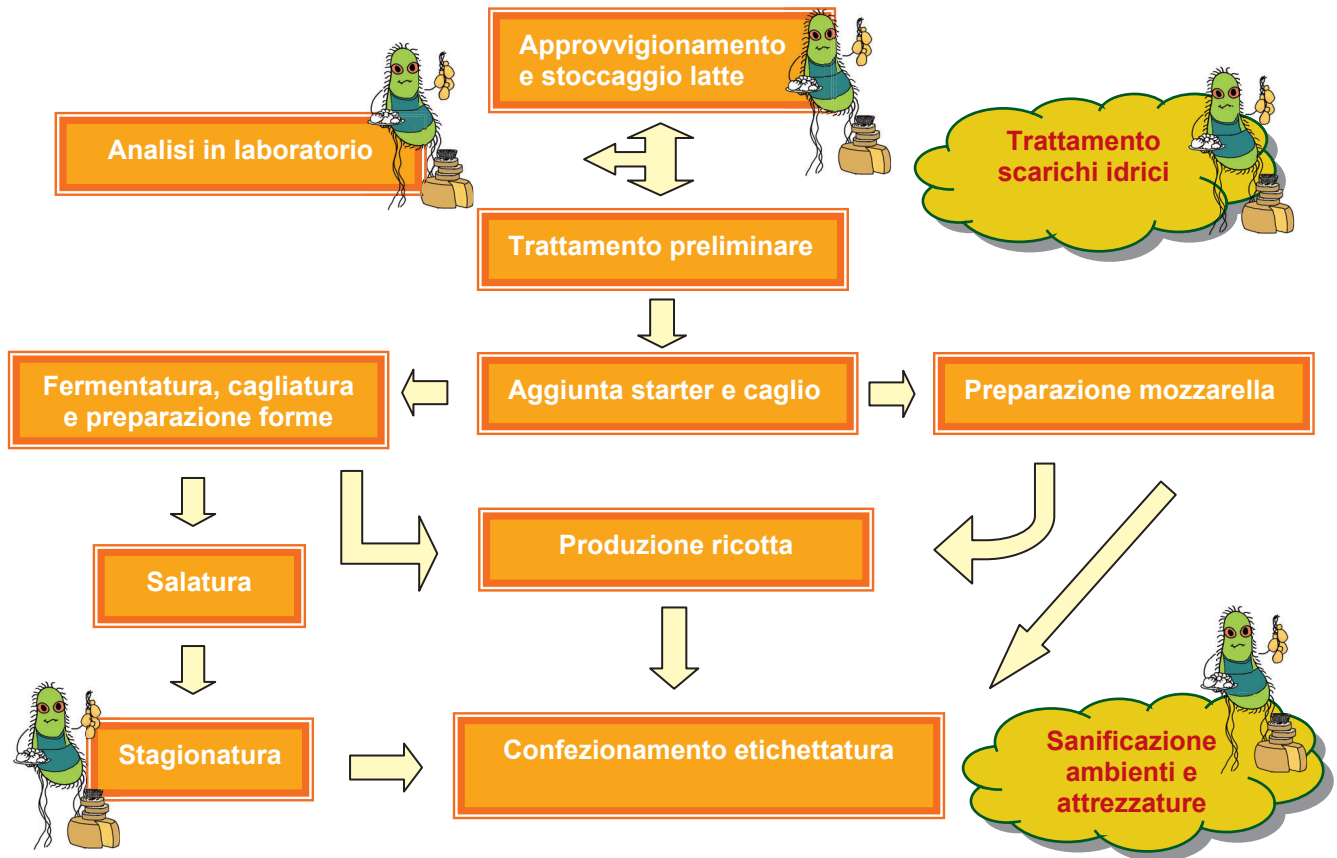 Approvvigionamento
e stoccaggio latte
Analisi in laboratorio
Trattamento
scarichi idrici
Trattamento preliminare
Fermentatura, cagliatura
e preparazione forme
Aggiunta starter e caglio
Preparazione mozzarella
Produzione ricotta
Salatura
Stagionatura
Confezionamento etichettatura
Sanificazione
ambienti e
attrezzature